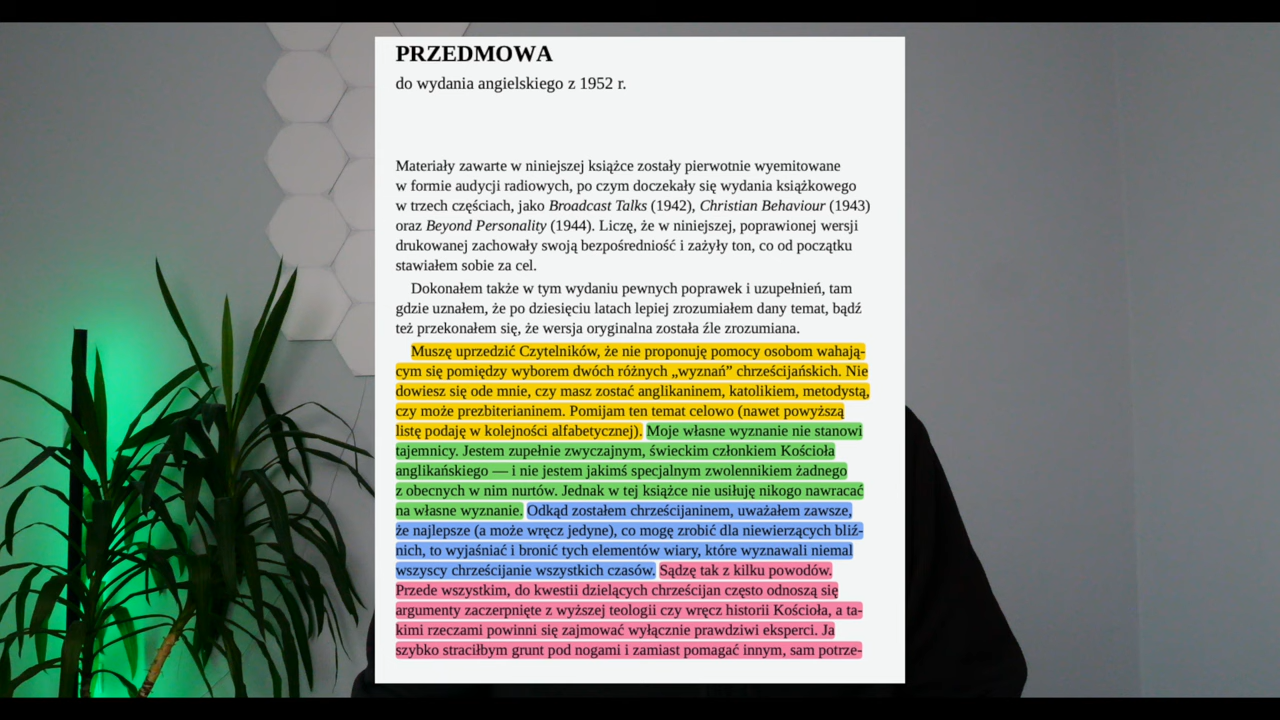 PRZEDMOWA
do wydania angielskiego z 1952 r.
Materiały zawarte w niniejszej książce zostały pierwotnie wyemitowane
w formie audycji radiowych, po czym doczekały się wydania książkowego
w trzech częściach, jako Broadcast Talks (1942), Christian Behaviour (1943)
oraz Beyond Personality (1944). Liczę, że w niniejszej, poprawionej wersji
drukowanej zachowały swoją bezpośredniość i zażyły ton, co od początku
stawiałem sobie za cel.
Dokonałem także w tym wydaniu pewnych poprawek i uzupełnień, tam
gdzie uznałem, że po dziesięciu latach lepiej zrozumiałem dany temat, bądź
też przekonałem się, że wersja oryginalna została źle zrozumiana.
Muszę uprzedzić Czytelników, że nie proponuję pomocy osobom wahają-
cym się pomiędzy wyborem dwóch różnych „wyznań” chrześcijańskich. Nie
dowiesz się ode mnie, czy masz zostać anglikaninem, katolikiem, metodystą,
czy może prezbiterianinem. Pomijam ten temat celowo (nawet powyższą
listę podaję w kolejności alfabetycznej). Moje własne wyznanie nie stanowi
tajemnicy. Jestem zupełnie zwyczajnym, świeckim członkiem Kościoła
anglikańskiego — i nie jestem jakimś specjalnym zwolennikiem żadnego
z obecnych w nim nurtów. Jednak w tej książce nie usiłuję nikogo nawracać
na własne wyznanie. Odkąd zostałem chrześcijaninem, uważałem zawsze,
że najlepsze (a może wręcz jedyne), co mogę zrobić dla niewierzących bliź-
nich, to wyjaśniać i bronić tych elementów wiary, które wyznawali niemal
wszyscy chrześcijanie wszystkich czasów. Sądzę tak z kilku powodów.
Przede wszystkim, do kwestii dzielących chrześcijan często odnoszą się
argumenty zaczerpnięte z wyższej teologii czy wręcz historii Kościoła, a ta-
kimi rzeczami powinni się zajmować wyłącznie prawdziwi eksperci. Ja
szybko straciłbym grunt pod nogami i zamiast pomagać innym, sam potrze-